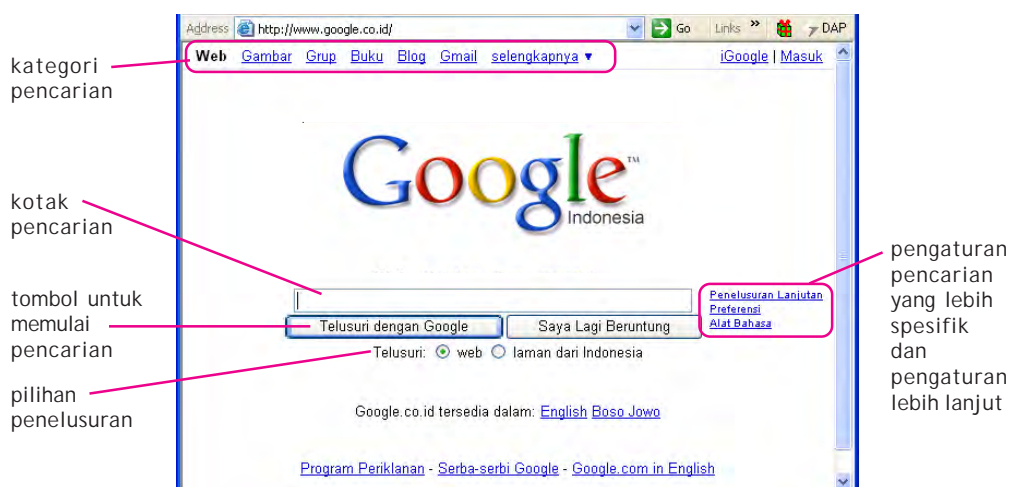 Address http://www.google.co.id/ Go Links » DAP
Web Gambar Grup Buku Blog Gmail selengkapnya ▼ iGoogle | Masuk
kategori
pencarian
Google™
Indonesia
kotak
pencarian
pengaturan
pencarian
yang lebih
spesifik
dan
pengaturan
lebih lanjut
Penelusuran Lanjutan
Preferensi
Alat Bahasa
tombol untuk
memulai
pencarian
Telusuri dengan Google Saya Lagi Beruntung
Telusuri: web laman dari Indonesia
pilihan
penelusuran
Google.co.id tersedia dalam: English Boso Jowo
Program Periklanan - Serba-serbi Google - Google.com in English